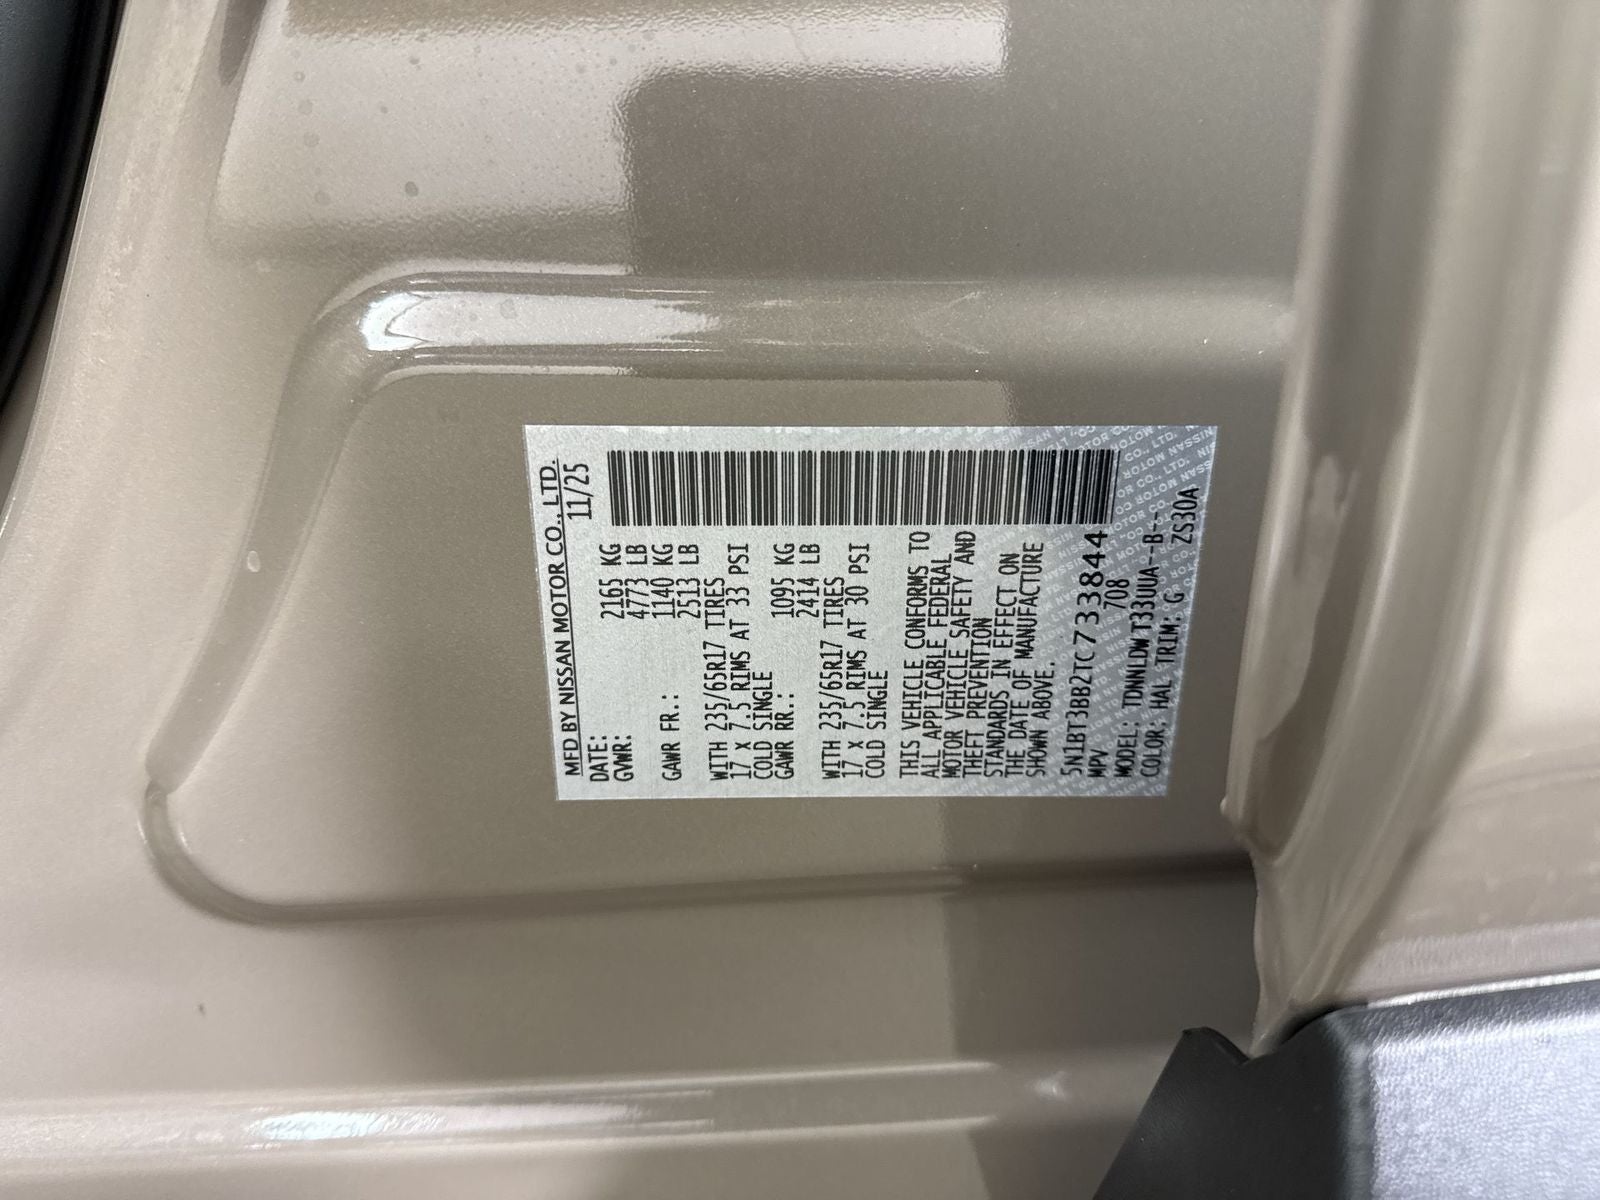 MFD BY NISSAN MOTOR CO., LTD.
DATE: 11/25
GVWR: 2165 KG
4773 LB
GAWR FR.: 1140 KG
2513 LB
WITH 235/65R17 TIRES
17 X 7.5 RIMS AT 33 PSI
COLD SINGLE
GAWR RR.: 1095 KG
2414 LB
WITH 235/65R17 TIRES
17 X 7.5 RIMS AT 30 PSI
COLD SINGLE
THIS VEHICLE CONFORMS TO
ALL APPLICABLE FEDERAL
MOTOR VEHICLE SAFETY AND
THEFT PREVENTION
STANDARDS IN EFFECT ON
THE DATE OF MANUFACTURE
SHOWN ABOVE.
5N1BT3BB2TC733844
MPV 708
MODEL: TDNNLDW T33UUA--B--
COLOR: HAL TRIM: G ZS30A